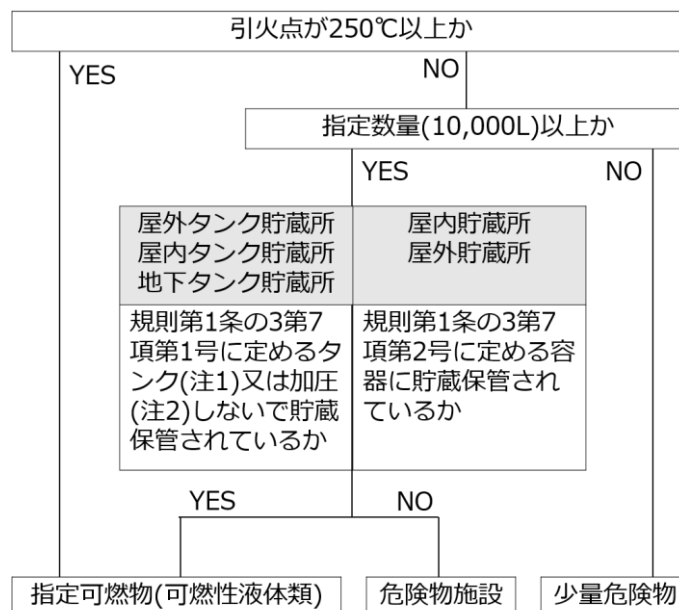 引火点が250℃以上か
YES
NO
指定数量(10,000L)以上か
YES
NO
屋外タンク貯蔵所
屋内タンク貯蔵所
地下タンク貯蔵所
屋内貯蔵所
屋外貯蔵所
規則第1条の3第7
項第1号に定めるタ
ンク(注1)又は加圧
(注2)しないで貯蔵
保管されているか
規則第1条の3第7
項第2号に定める容
器に貯蔵保管され
ているか
YES
NO
指定可燃物(可燃性液体類)
危険物施設
少量危険物